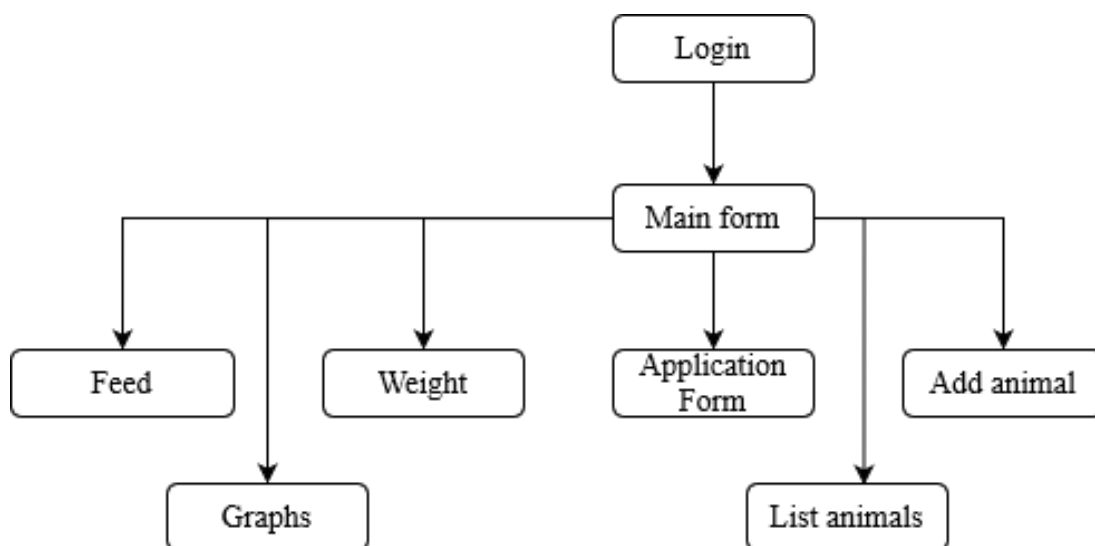 Login
Main form
Feed
Weight
Application
Form
Add animal
Graphs
List animals